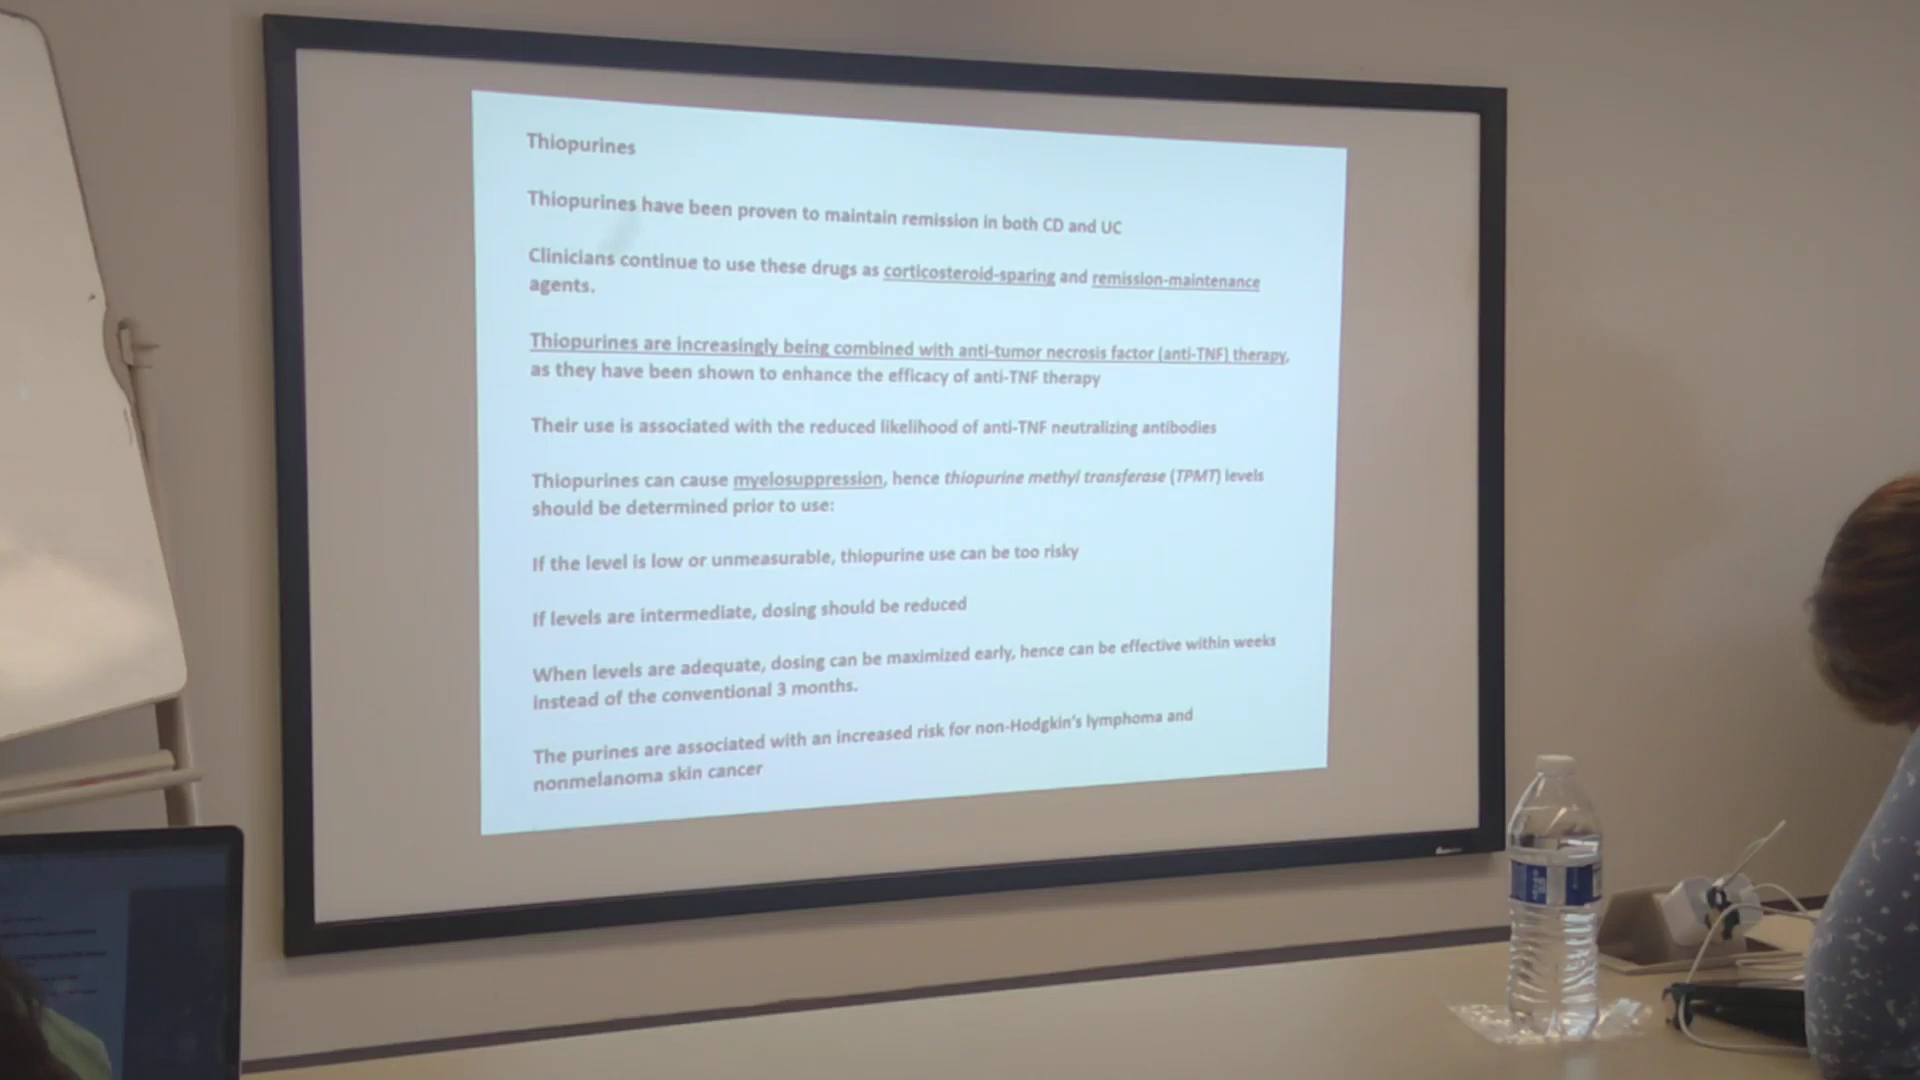 Thiopurines
Thiopurines have been proven to maintain remission in both CD and UC
Clinicians continue to use these drugs as corticosteroid-sparing and remission-maintenance
agents.
Thiopurines are increasingly being combined with anti-tumor necrosis factor (anti-TNF) therapy,
as they have been shown to enhance the efficacy of anti-TNF therapy
Their use is associated with the reduced likelihood of anti-TNF neutralizing antibodies
Thiopurines can cause myelosuppression, hence thiopurine methyl transferase (TPMT) levels
should be determined prior to use:
If the level is low or unmeasurable, thiopurine use can be too risky
If levels are intermediate, dosing should be reduced
When levels are adequate, dosing can be maximized early, hence can be effective within weeks
instead of the conventional 3 months.
The purines are associated with an increased risk for non-Hodgkin's lymphoma and
nonmelanoma skin cancer